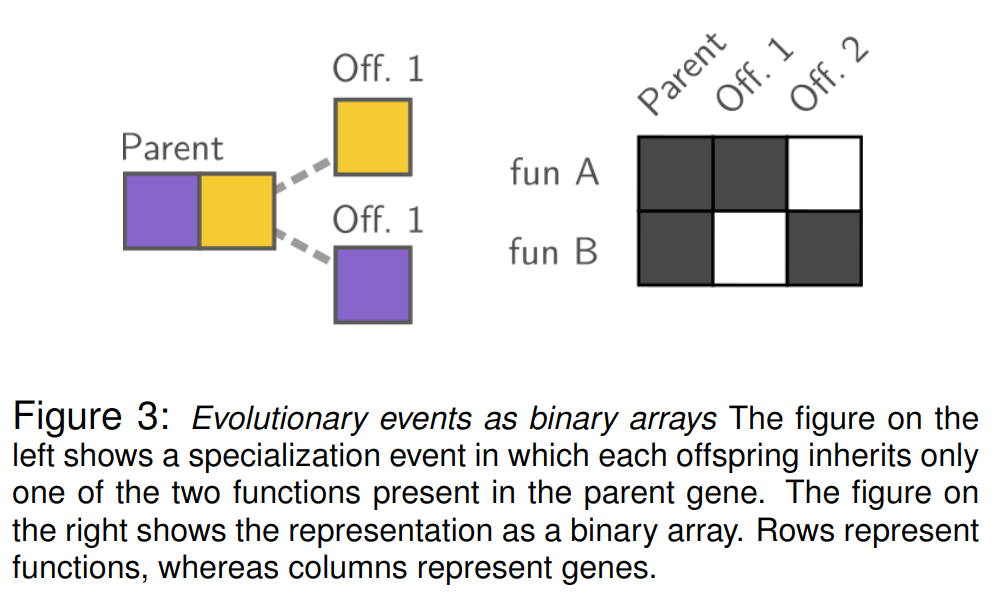 Off. 1
Parent
Off. 1
Parent
Off. 1
Off. 2
fun A
fun B
Figure 3: Evolutionary events as binary arrays The figure on the
left shows a specialization event in which each offspring inherits only
one of the two functions present in the parent gene. The figure on
the right shows the representation as a binary array. Rows represent
functions, whereas columns represent genes.